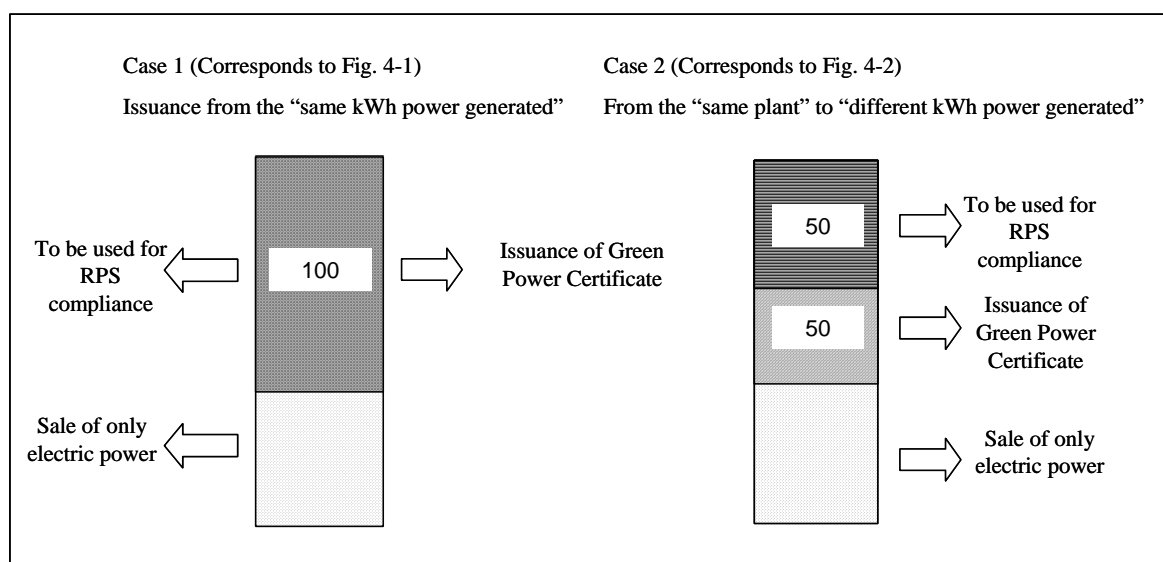 Case 1 (Corresponds to Fig. 4-1)
Issuance from the “same kWh power generated”
To be used for
RPS
compliance
100
Issuance of Green
Power Certificate
Sale of only
electric power
Case 2 (Corresponds to Fig. 4-2)
From the “same plant” to “different kWh power generated”
50
To be used for
RPS
compliance
50
Issuance of
Green Power
Certificate
Sale of only
electric power